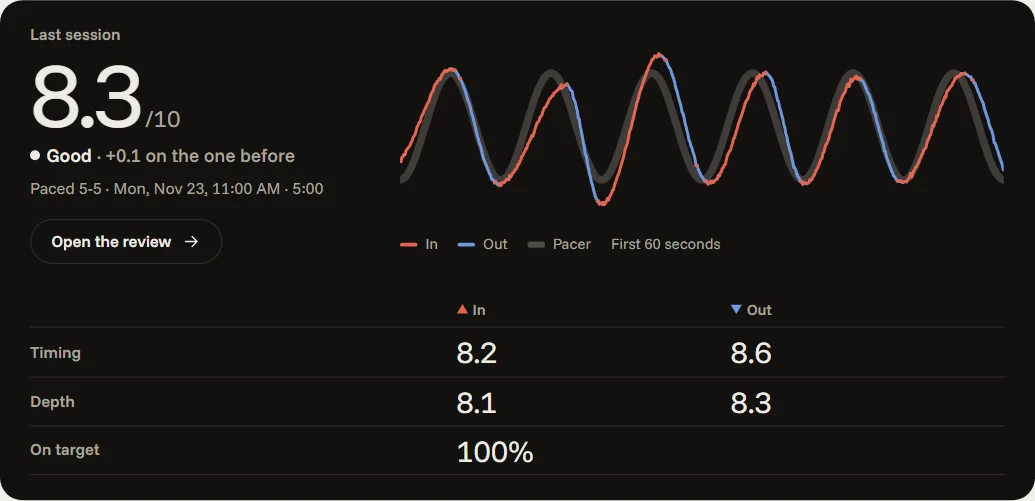 Last session
8.3/10
Good · +0.1 on the one before
Paced 5-5 · Mon, Nov 23, 11:00 AM · 5:00
Open the review →
In Out Pacer First 60 seconds
▲ In ▼ Out
Timing 8.2 8.6
Depth 8.1 8.3
On target 100%